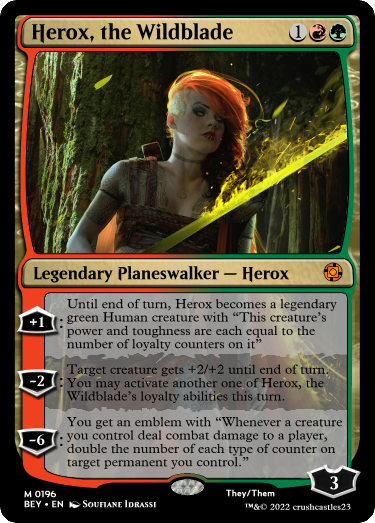 Herox, the Wildblade 1
Legendary Planeswalker — Herox
+1: Until end of turn, Herox becomes a legendary
green Human creature with “This creature’s
power and toughness are each equal to the
number of loyalty counters on it”
-2: Target creature gets +2/+2 until end of turn.
You may activate another one of Herox, the
Wildblade’s loyalty abilities this turn.
-6: You get an emblem with “Whenever a creature
you control deal combat damage to a player,
double the number of each type of counter on
target permanent you control.”
3
M 0196
BEY • EN Soufiane Idrassi
They/Them
™&© 2022 crushcastles23